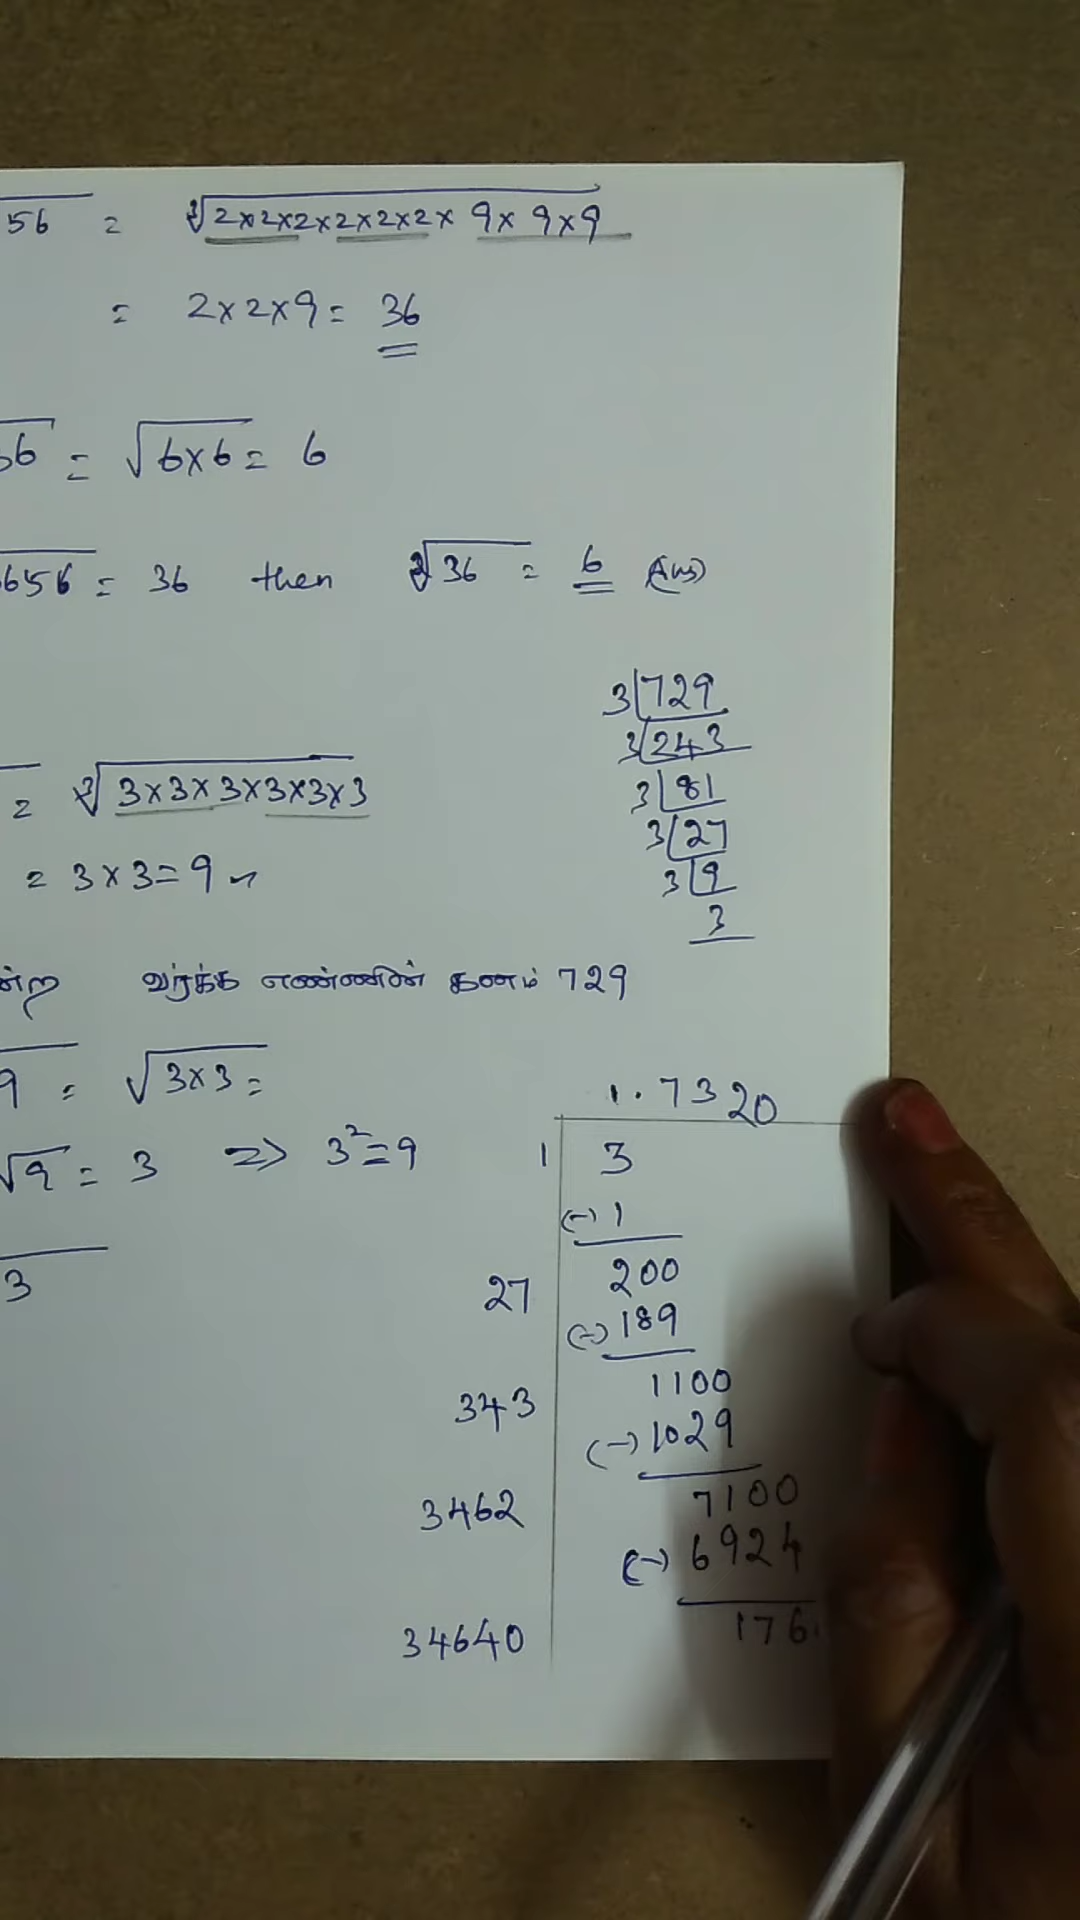 56 = ∛2×2×2×2×2×2× 9× 9×9
= 2×2×9= 36
6 = √6×6 = 6
656 = 36 then ∛36 = 6 (Ans)
3|729
3|243
3|81
3|27
3|9
3
= ∛3×3×3×3×3×3
= 3×3=9
ன்ற வர்க்க எண்ணின் கனம் 729
9 = √3×3 =
√9 = 3 => 3²=9
3
1.7320
1 3
(-) 1
200
27 (-) 189
1100
343 (-) 1029
7100
3462 (-) 6924
176
34640